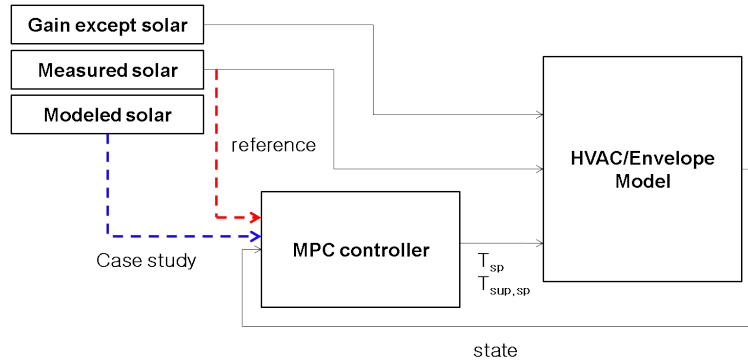 Gain except solar
Measured solar
Modeled solar
reference
HVAC/Envelope
Model
MPC controller
Case study
Tsp
Tsup,sp
state